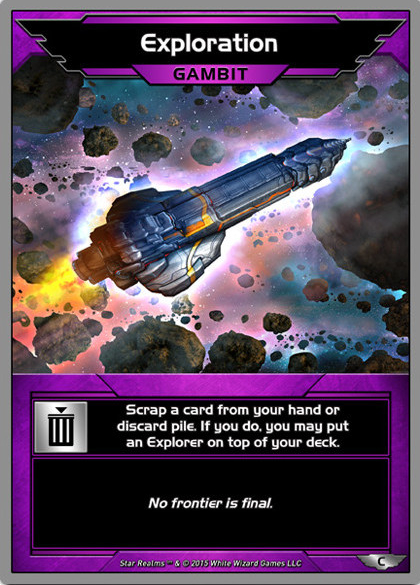 Exploration
GAMBIT
Scrap a card from your hand or
discard pile. If you do, you may put
an Explorer on top of your deck.
No frontier is final.
Star Realms™ & © 2015 White Wizard Games LLC
C